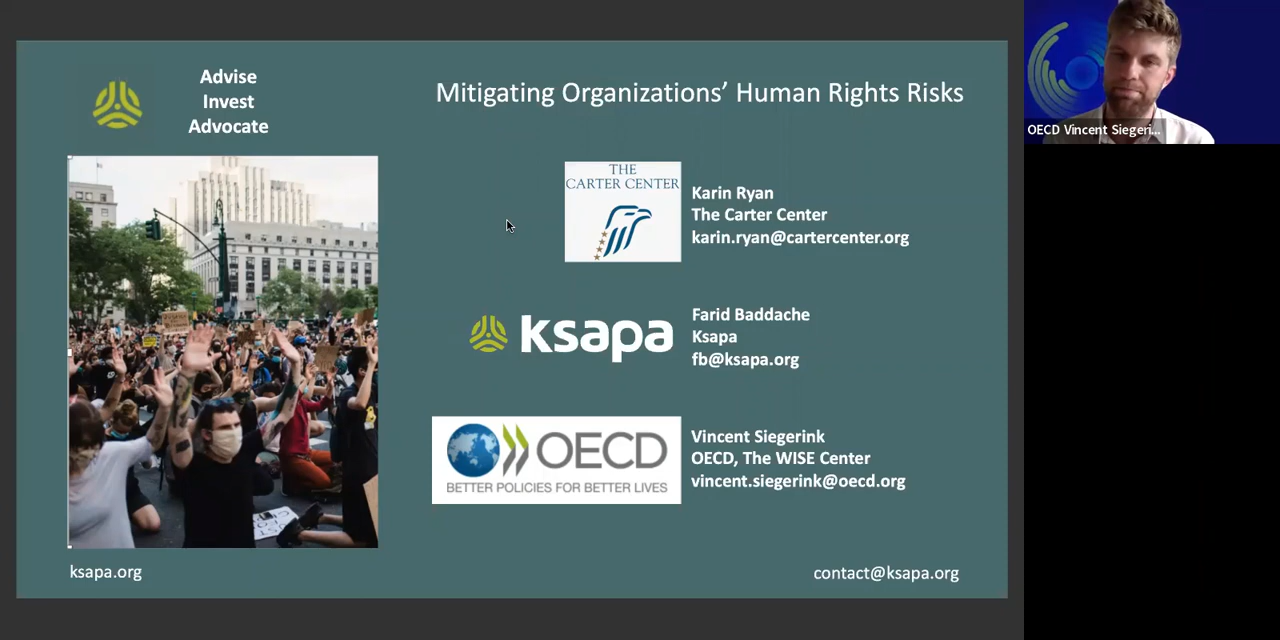 Advise
Invest
Advocate
Mitigating Organizations’ Human Rights Risks
THE
CARTER CENTER
Karin Ryan
The Carter Center
karin.ryan@cartercenter.org
ksapa
Farid Baddache
Ksapa
fb@ksapa.org
OECD
BETTER POLICIES FOR BETTER LIVES
Vincent Siegerink
OECD, The WISE Center
vincent.siegerink@oecd.org
ksapa.org
contact@ksapa.org
OECD Vincent Siegeri...